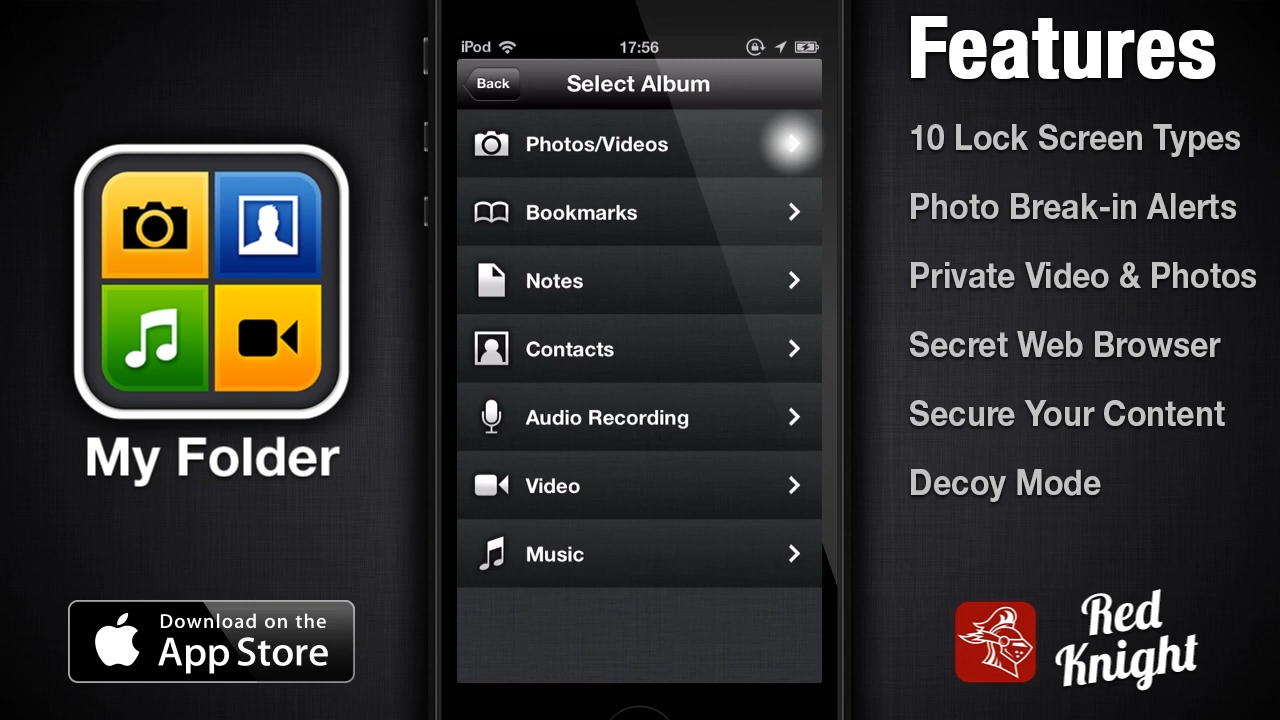 My Folder
Download on the
App Store
iPod
17:56
Back
Select Album
Photos/Videos
Bookmarks
Notes
Contacts
Audio Recording
Video
Music
Features
10 Lock Screen Types
Photo Break-in Alerts
Private Video & Photos
Secret Web Browser
Secure Your Content
Decoy Mode
Red
Knight